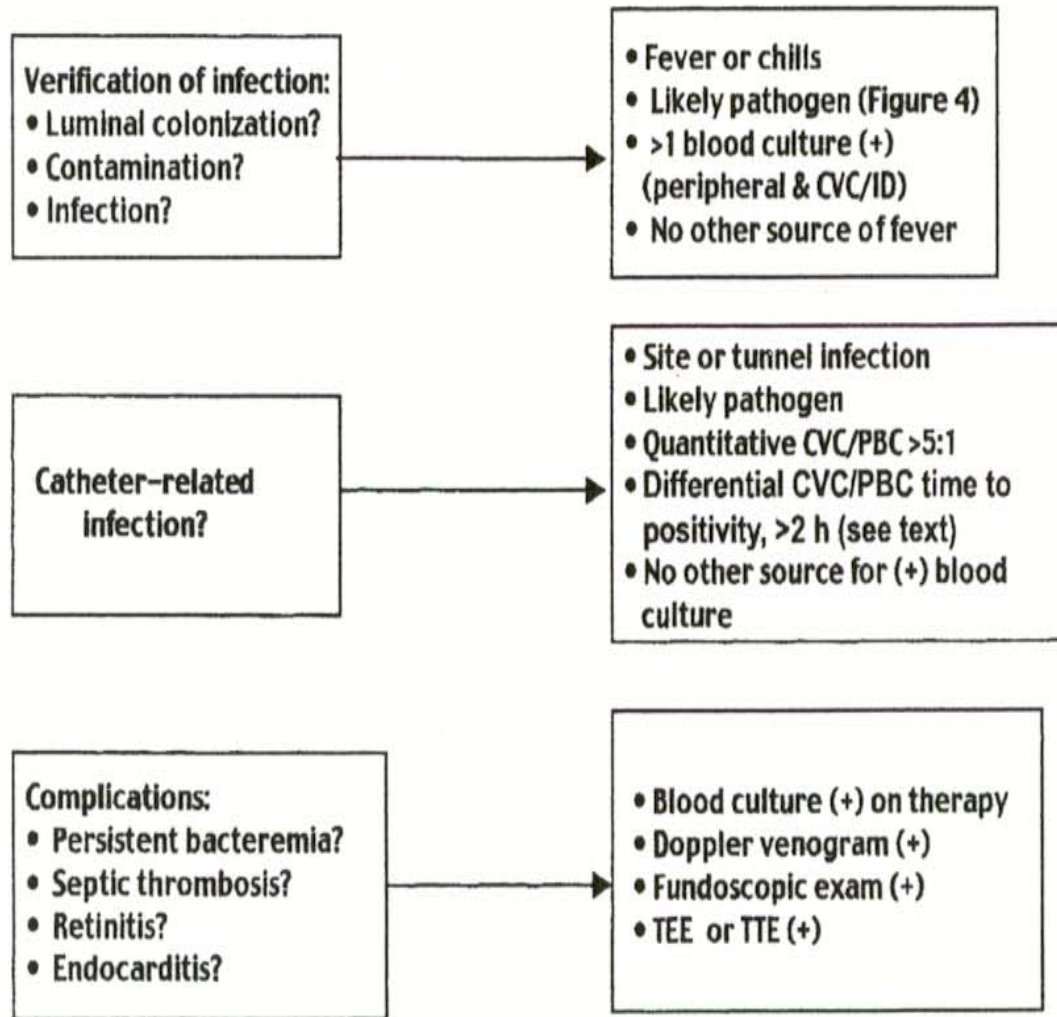 Verification of infection:
• Luminal colonization?
• Contamination?
• Infection?
• Fever or chills
• Likely pathogen (Figure 4)
• >1 blood culture (+)
(peripheral & CVC/ID)
• No other source of fever
Catheter-related
infection?
• Site or tunnel infection
• Likely pathogen
• Quantitative CVC/PBC >5:1
• Differential CVC/PBC time to
positivity, >2 h (see text)
• No other source for (+) blood
culture
Complications:
• Persistent bacteremia?
• Septic thrombosis?
• Retinitis?
• Endocarditis?
• Blood culture (+) on therapy
• Doppler venogram (+)
• Fundoscopic exam (+)
• TEE or TTE (+)